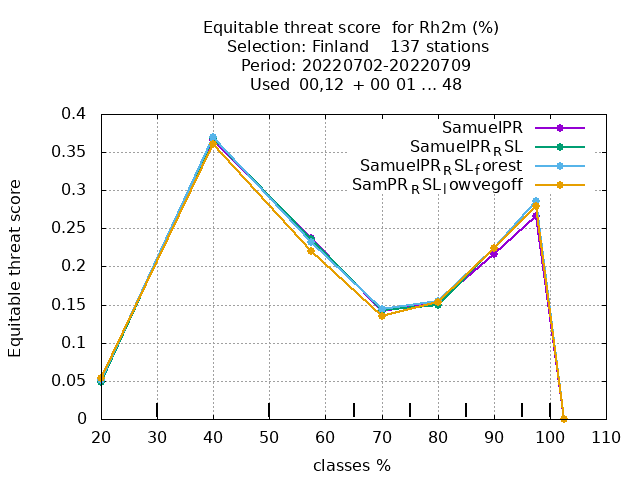 Equitable threat score  for Rh2m (%)
Selection: Finland    137 stations
Period: 20220702-20220709
Used  00,12  + 00 01 ... 48
SamuelPR
SamuelPR_RSL
SamuelPR_RSL_forest
SamPR_RSL_lowvegoff
Equitable threat score
0.4
0.35
0.3
0.25
0.2
0.15
0.1
0.05
0
20 30 40 50 60 70 80 90 100 110
classes %